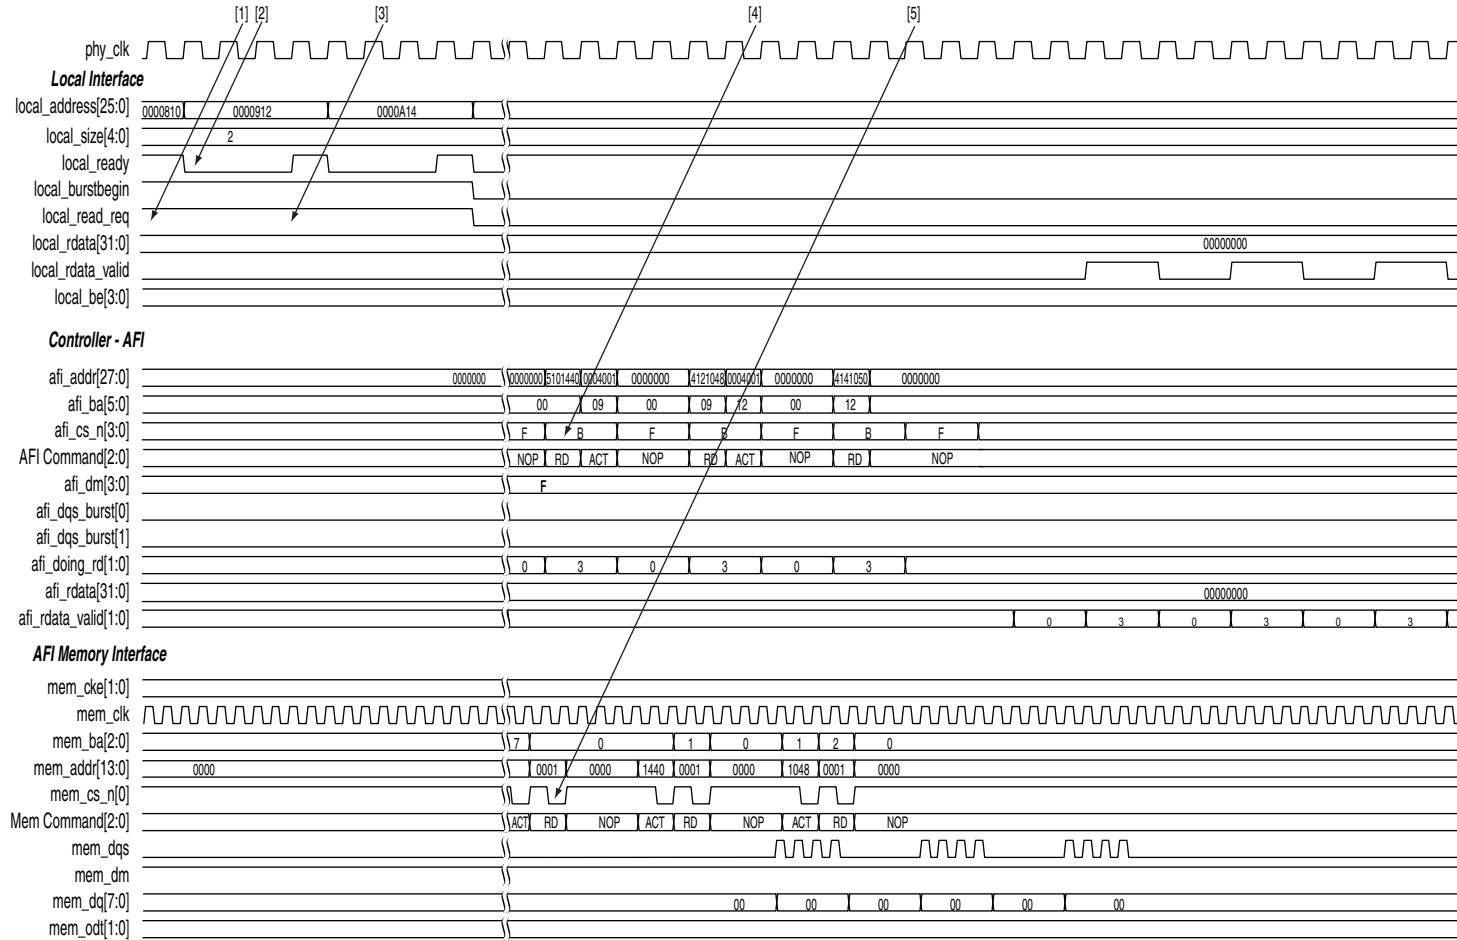 [1] [2] [3] [4] [5]
phy_clk
Local Interface
local_address[25:0] 0000810 0000912 0000A14
local_size[4:0] 2
local_ready
local_burstbegin
local_read_req
local_rdata[31:0] 00000000
local_rdata_valid
local_be[3:0]
Controller - AFI
afi_addr[27:0] 0000000 0000000 5101440 0004001 0000000 4121048 0004001 0000000 4141050 0000000
afi_ba[5:0] 00 09 00 09 12 00 12
afi_cs_n[3:0] F B F B F B F
AFI Command[2:0] NOP RD ACT NOP RD ACT NOP RD NOP
afi_dm[3:0] F
afi_dqs_burst[0]
afi_dqs_burst[1]
afi_doing_rd[1:0] 0 3 0 3 0 3
afi_rdata[31:0] 00000000
afi_rdata_valid[1:0] 0 3 0 3 0 3
AFI Memory Interface
mem_cke[1:0]
mem_clk
mem_ba[2:0] 7 0 1 0 1 2 0
mem_addr[13:0] 0000 0001 0000 1440 0001 0000 1048 0001 0000
mem_cs_n[0]
Mem Command[2:0] ACT RD NOP ACT RD NOP ACT RD NOP
mem_dqs
mem_dm
mem_dq[7:0] 00 00 00 00 00 00
mem_odt[1:0]